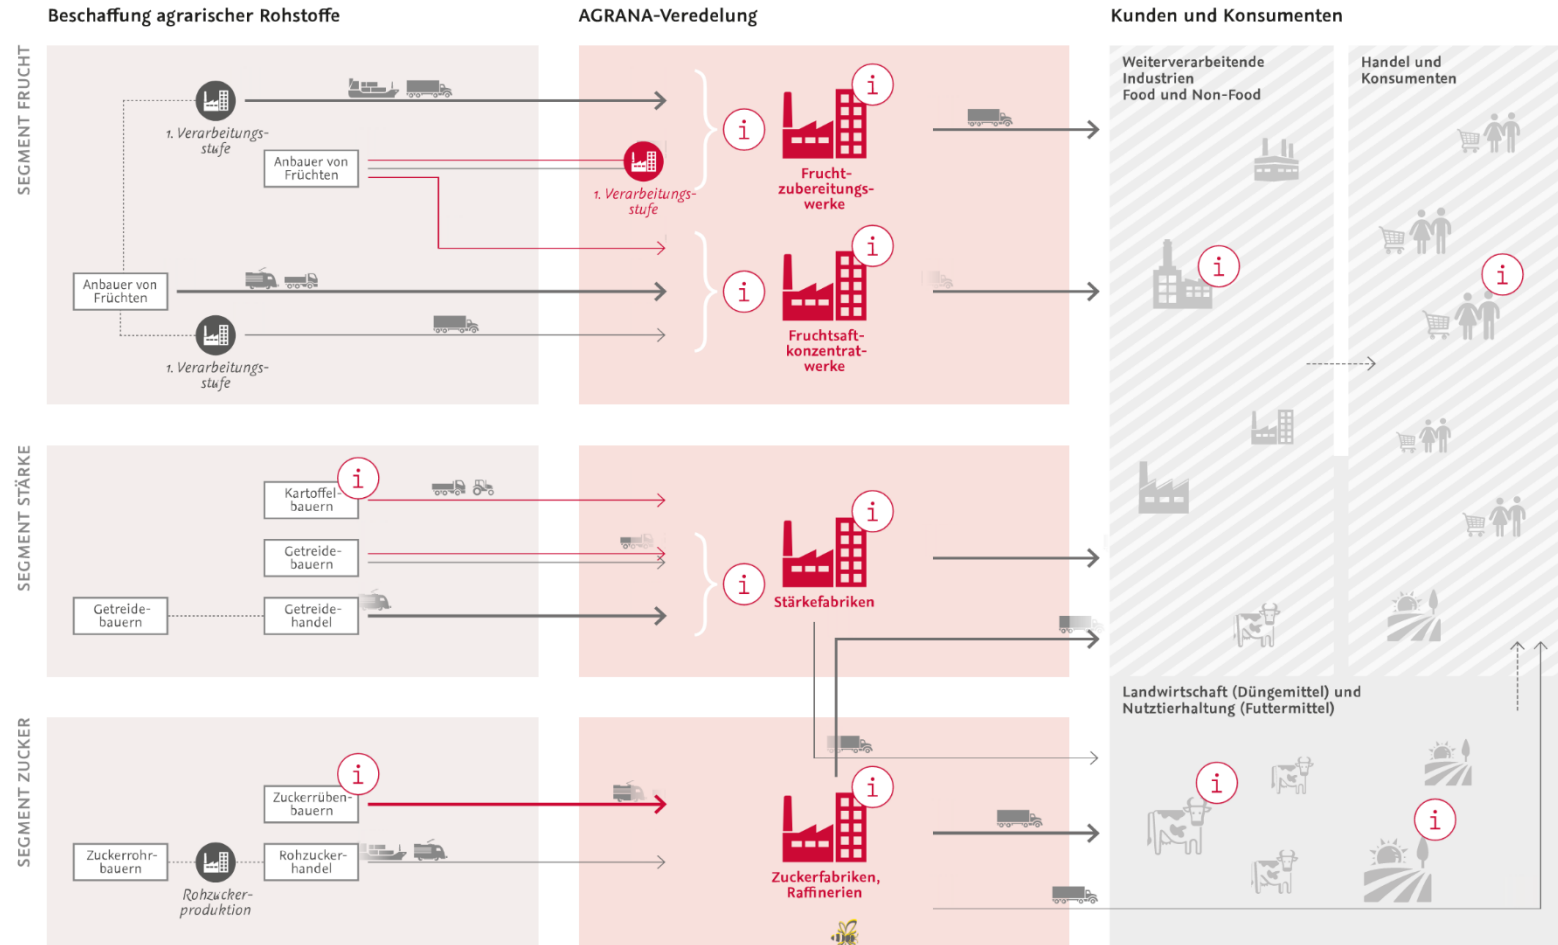 Beschaffung agrarischer Rohstoffe
AGRANA-Veredelung
Kunden und Konsumenten
SEGMENT FRUCHT
1. Verarbeitungs-
stufe
Anbauer von
Früchten
1. Verarbeitungs-
stufe
i
i
Frucht-
zubereitungs-
werke
Anbauer von
Früchten
1. Verarbeitungs-
stufe
i
i
Fruchtsaft-
konzentrat-
werke
Weiterverarbeitende
Industrien
Food und Non-Food
i
Handel und
Konsumenten
i
SEGMENT STÄRKE
Kartoffel-
bauern
i
Getreide-
bauern
Getreide-
bauern
Getreide-
handel
i
i
Stärkefabriken
Landwirtschaft (Düngemittel) und
Nutztierhaltung (Futtermittel)
i
i
SEGMENT ZUCKER
Zuckerrüben-
bauern
i
Zuckerrohr-
bauern
Rohzucker-
produktion
Rohzucker-
handel
i
Zuckerfabriken,
Raffinerien